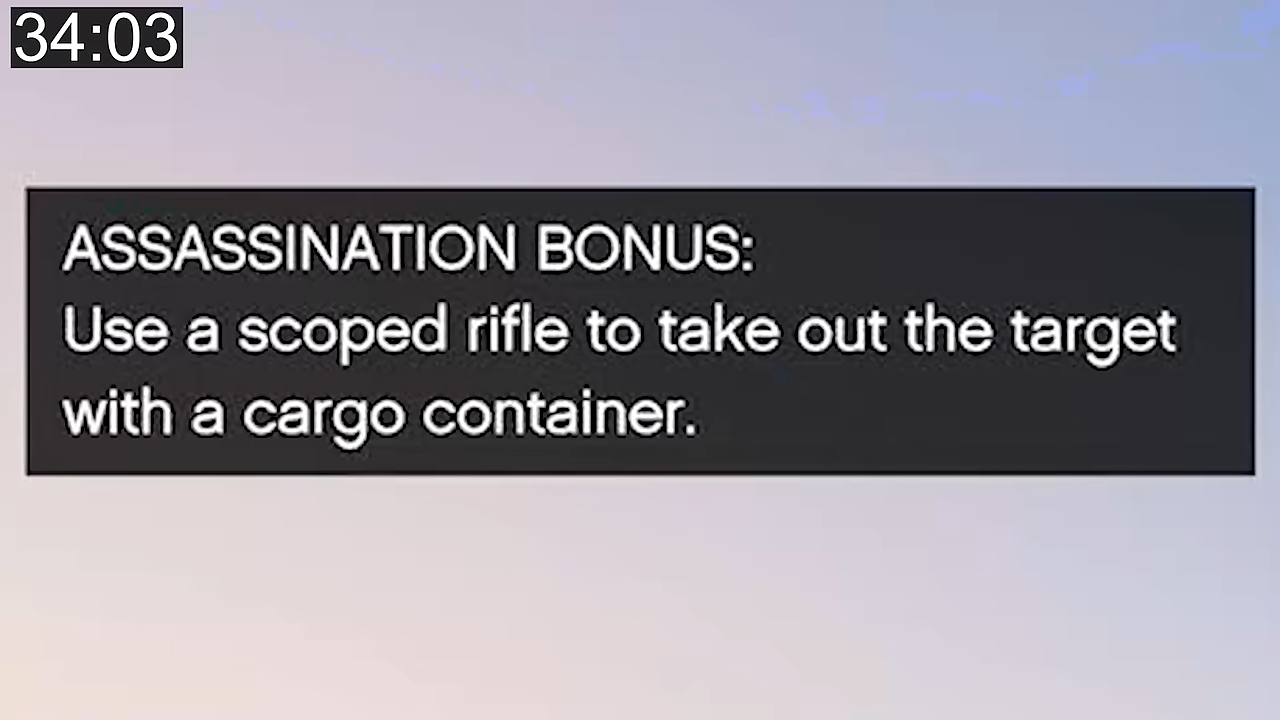 34:03
ASSASSINATION BONUS:
Use a scoped rifle to take out the target
with a cargo container.